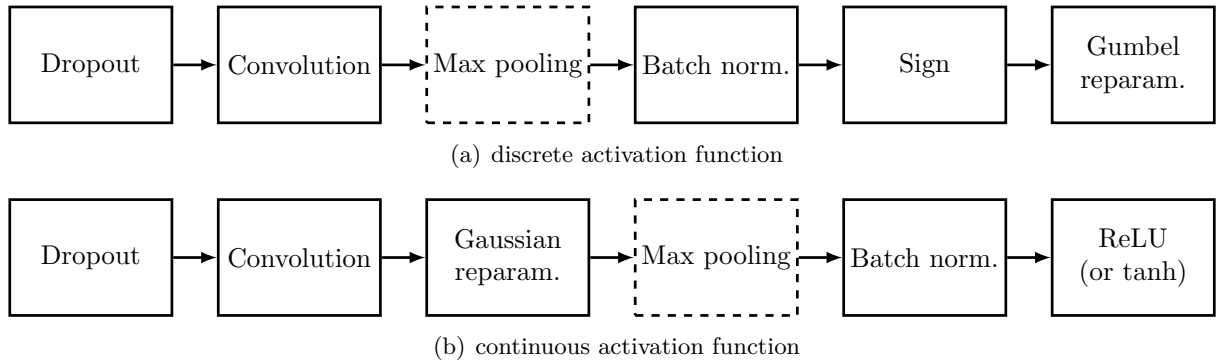 Dropout
Convolution
Max pooling
Batch norm.
Sign
Gumbel
reparam.
(a) discrete activation function
Dropout
Convolution
Gaussian
reparam.
Max pooling
Batch norm.
ReLU
(or tanh)
(b) continuous activation function